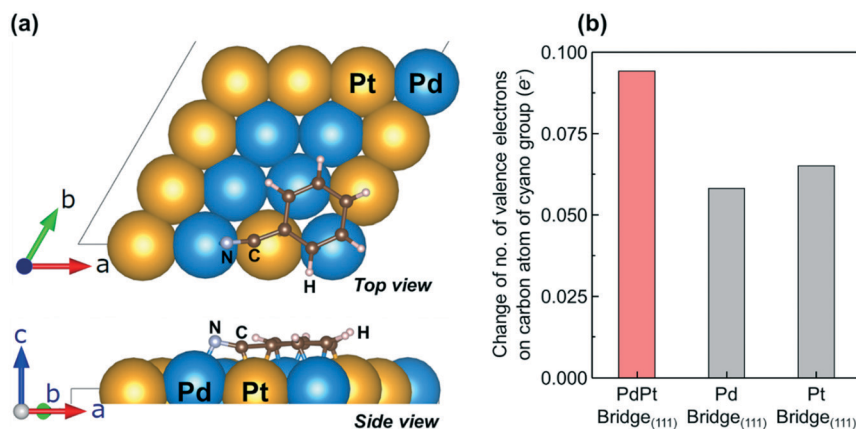 (a)
Pt Pd
b
a
N C
H
Top view
c
b
a
N C H
Pd Pt
Side view
(b)
Change of no. of valence electrons
on carbon atom of cyano group (e⁻)
0.100
0.075
0.050
0.025
0.000
PdPt Pd Pt
Bridge(111) Bridge(111) Bridge(111)